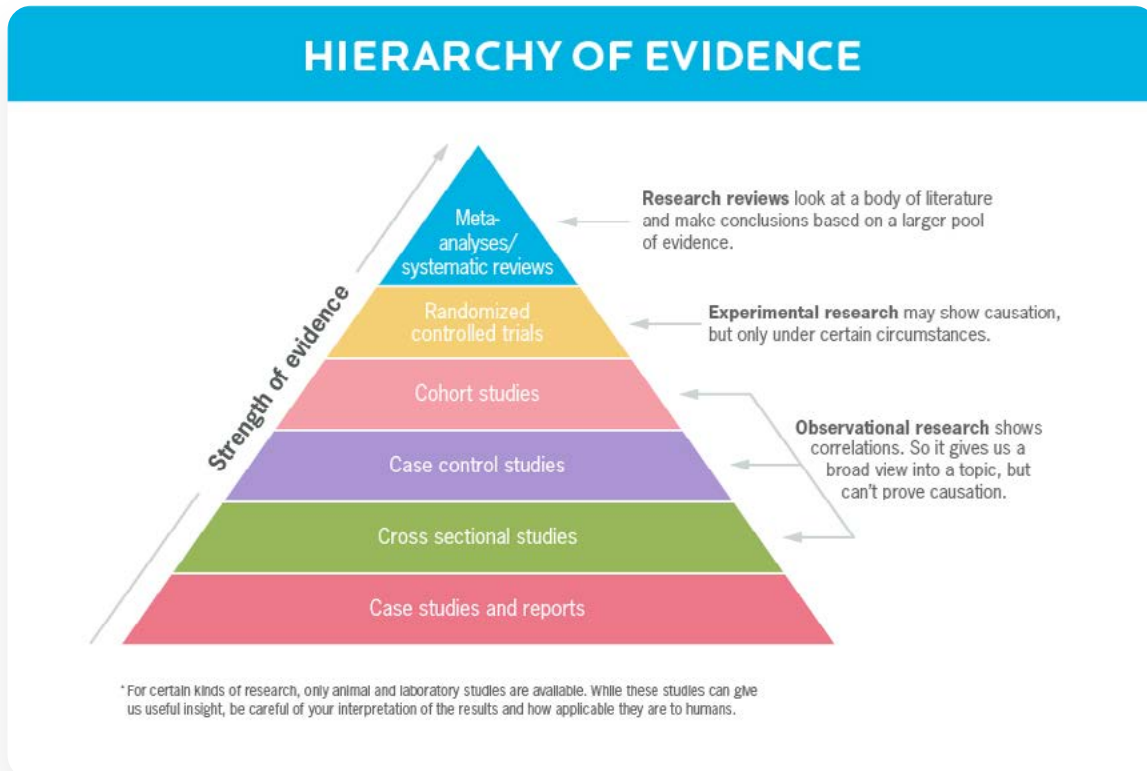 HIERARCHY OF EVIDENCE
Strength of evidence
Meta-
analyses/
systematic reviews
Research reviews look at a body of literature
and make conclusions based on a larger pool
of evidence.
Randomized
controlled trials
Experimental research may show causation,
but only under certain circumstances.
Cohort studies
Observational research shows
correlations. So it gives us a
broad view into a topic, but
can't prove causation.
Case control studies
Cross sectional studies
Case studies and reports
* For certain kinds of research, only animal and laboratory studies are available. While these studies can give
us useful insight, be careful of your interpretation of the results and how applicable they are to humans.